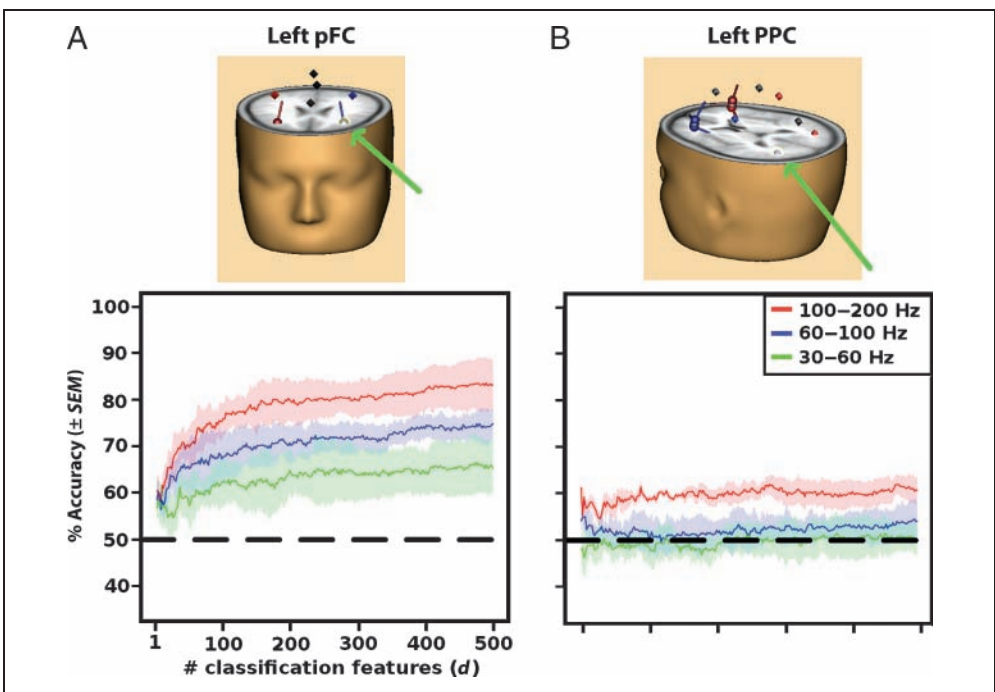 A
Left pFC
B
Left PPC
% Accuracy (± SEM)
100
90
80
70
60
50
40
1 100 200 300 400 500
# classification features (d)
100–200 Hz
60–100 Hz
30–60 Hz